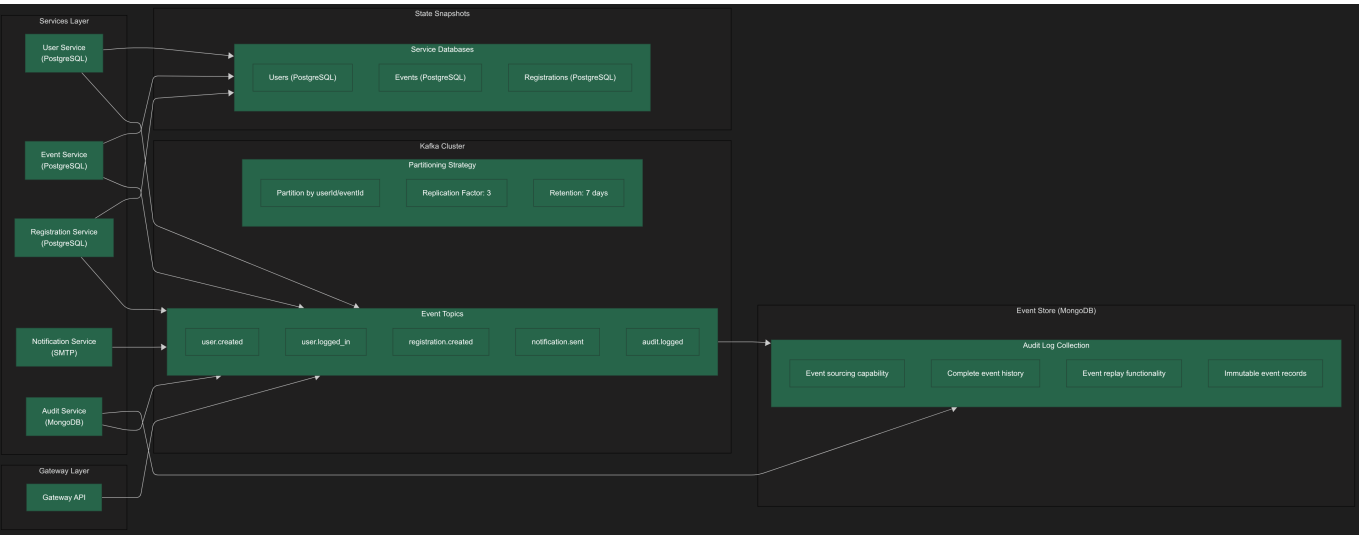 Services Layer
User Service
(PostgreSQL)
Event Service
(PostgreSQL)
Registration Service
(PostgreSQL)
Notification Service
(SMTP)
Audit Service
(MongoDB)
Gateway Layer
Gateway API
State Snapshots
Service Databases
Users (PostgreSQL)
Events (PostgreSQL)
Registrations (PostgreSQL)
Kafka Cluster
Partitioning Strategy
Partition by userId/eventId
Replication Factor: 3
Retention: 7 days
Event Topics
user.created
user.logged_in
registration.created
notification.sent
audit.logged
Event Store (MongoDB)
Audit Log Collection
Event sourcing capability
Complete event history
Event replay functionality
Immutable event records